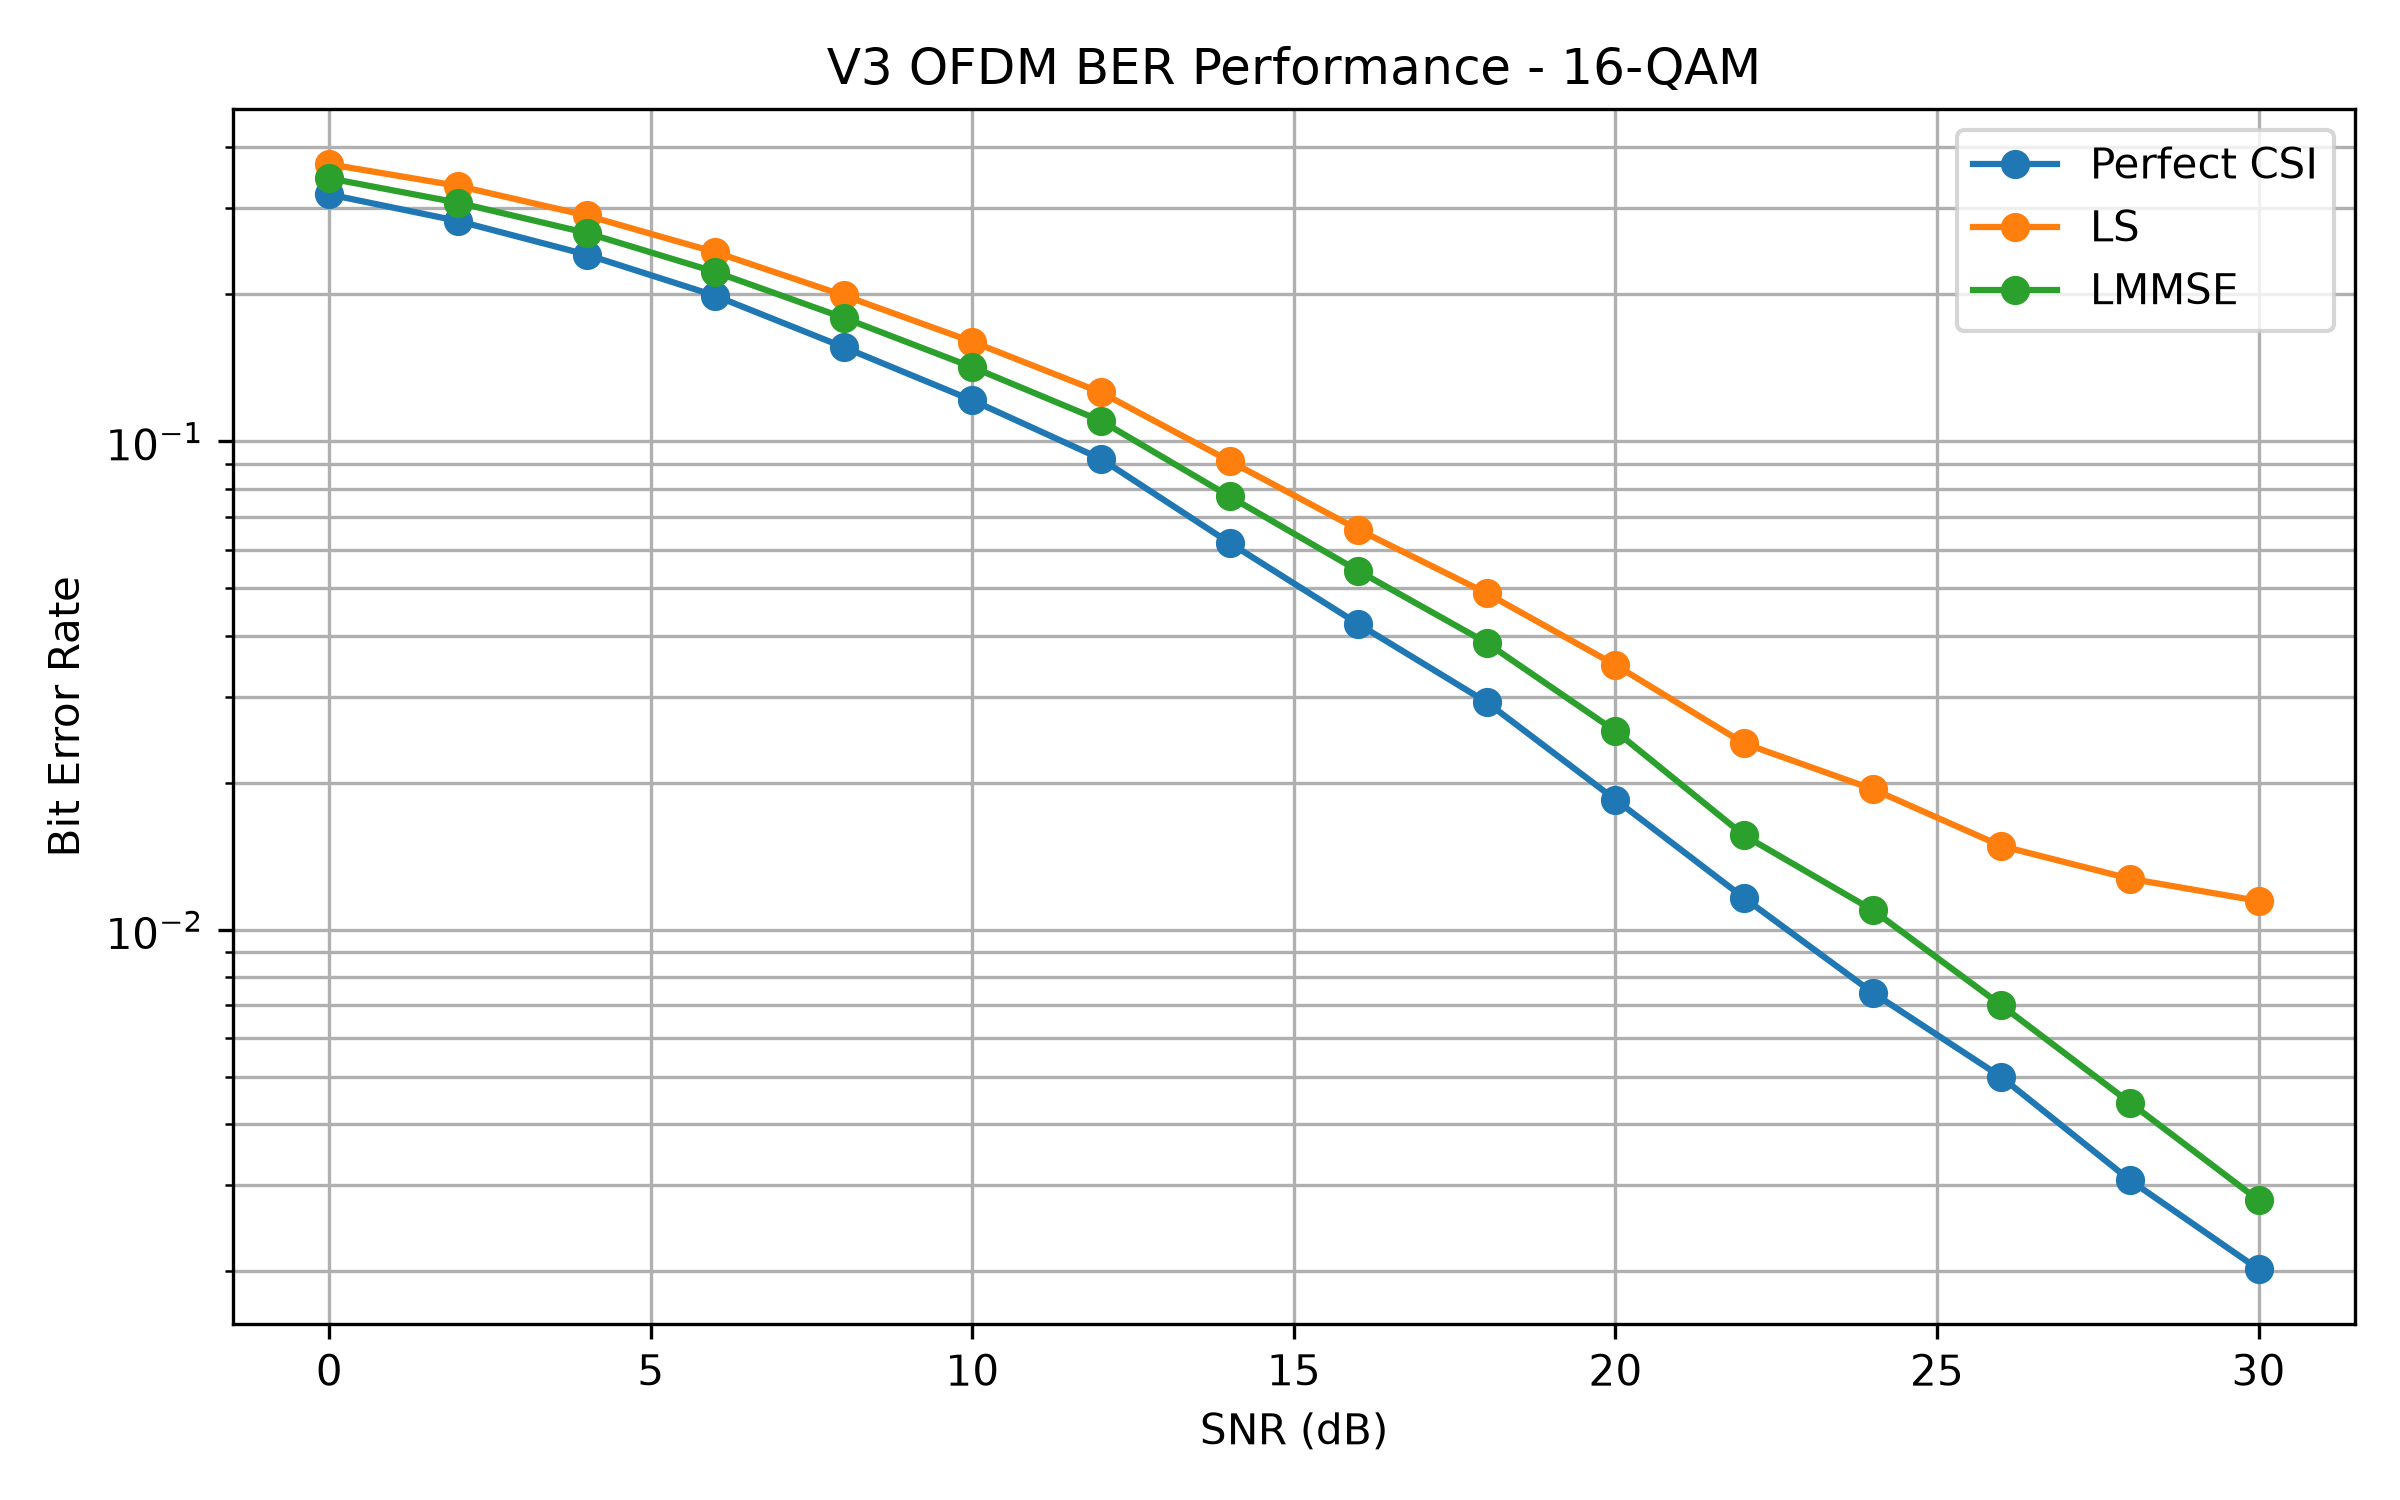 V3 OFDM BER Performance - 16-QAM
Perfect CSI
LS
LMMSE
Bit Error Rate
10⁻¹
10⁻²
0 5 10 15 20 25 30
SNR (dB)